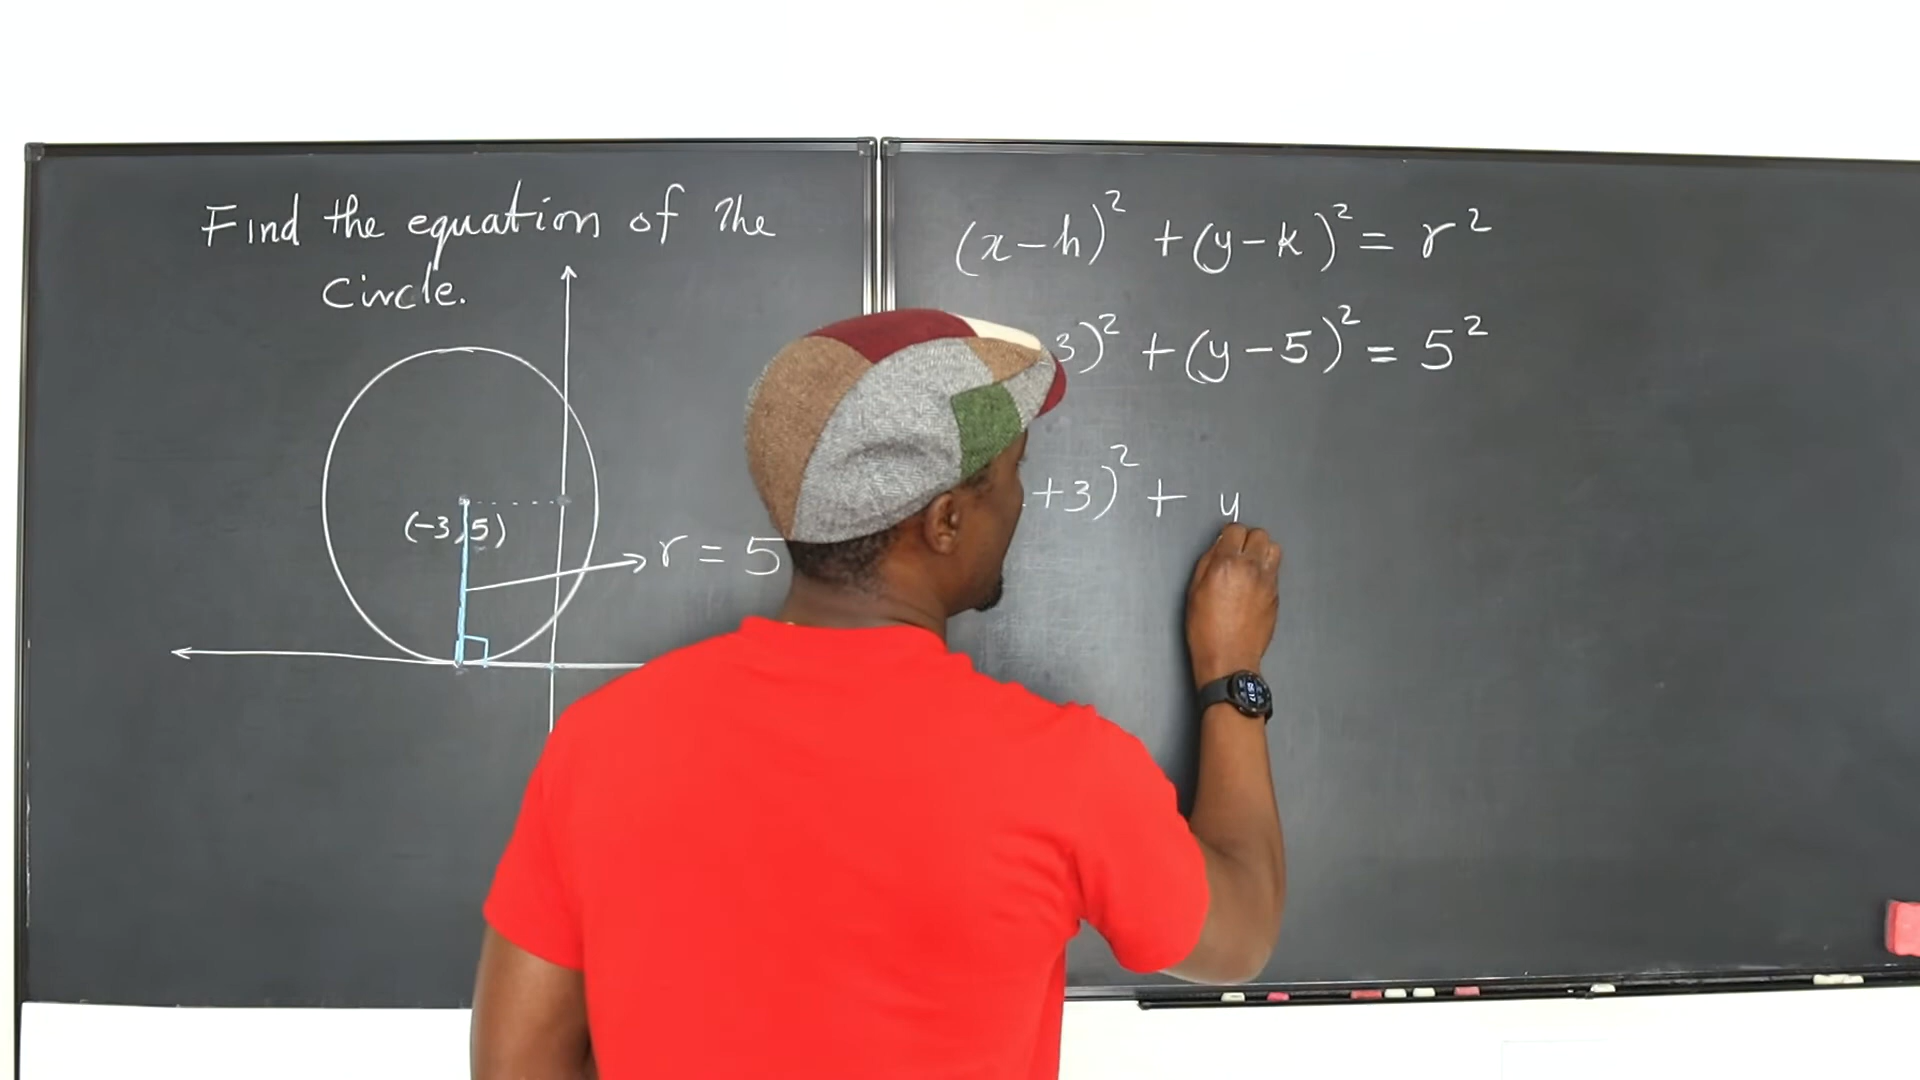 Find the equation of the
circle.
(-3, 5)
r = 5
(x-h)² + (y-k)² = r²
3)² + (y-5)² = 5²
+3)² + y